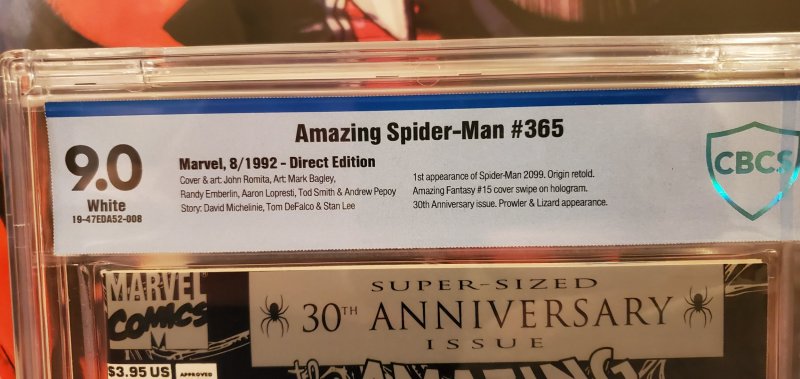 Amazing Spider-Man #365
9.0
White
19-47EDA52-008
Marvel, 8/1992 - Direct Edition
Cover & art: John Romita, Art: Mark Bagley,
Randy Emberlin, Aaron Lopresti, Tod Smith & Andrew Pepoy
Story: David Michelinie, Tom DeFalco & Stan Lee
1st appearance of Spider-Man 2099. Origin retold.
Amazing Fantasy #15 cover swipe on hologram.
30th Anniversary issue. Prowler & Lizard appearance.
CBCS
MARVEL
COMICS
M
$3.95 US
APPROVED
SUPER-SIZED
30TH ANNIVERSARY
ISSUE
the AMAZING